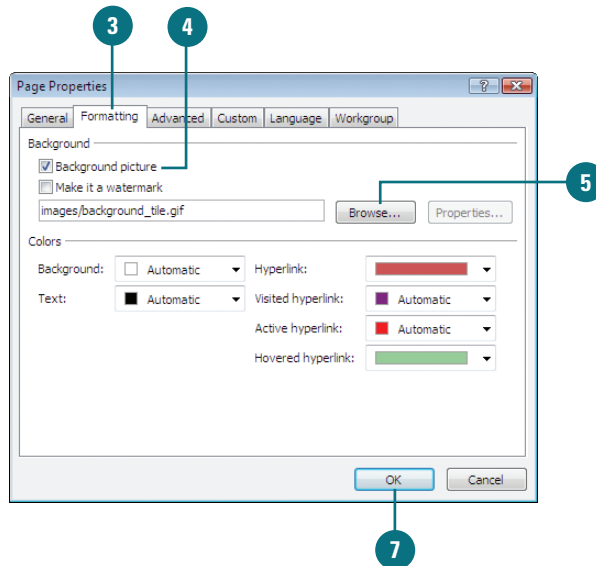 3 4
Page Properties ?
General Formatting Advanced Custom Language Workgroup
Background
Background picture
5
Make it a watermark
images/background_tile.gif Browse... Properties...
Colors
Background: Automatic Hyperlink:
Text: Automatic Visited hyperlink: Automatic
Active hyperlink: Automatic
Hovered hyperlink:
OK Cancel
7